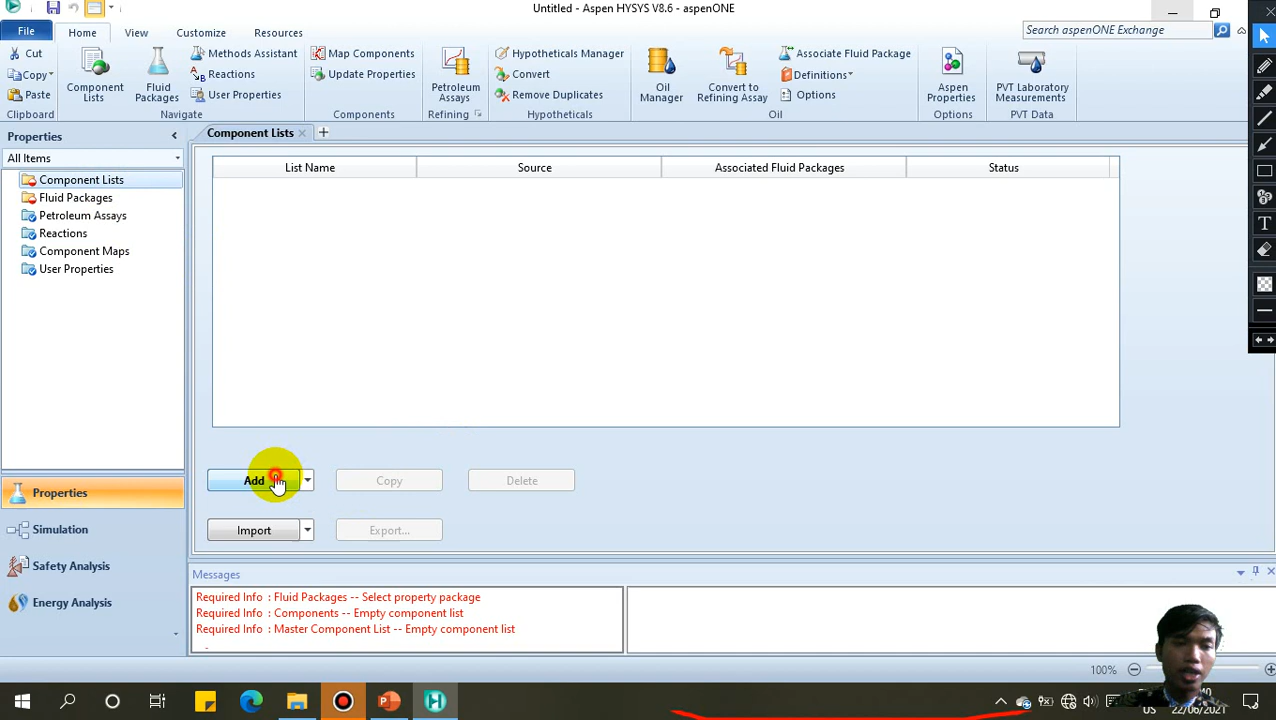 Untitled - Aspen HYSYS V8.6 - aspenONE
File
Home
View
Customize
Resources
Search aspenONE Exchange
Cut
Copy
Paste
Clipboard
Component Lists
Fluid Packages
Methods Assistant
Reactions
User Properties
Navigate
Map Components
Update Properties
Components
Petroleum Assays
Refining
Hypotheticals Manager
Convert
Remove Duplicates
Hypotheticals
Oil Manager
Convert to Refining Assay
Associate Fluid Package
Definitions
Options
Oil
Aspen Properties
Options
PVT Laboratory Measurements
PVT Data
Properties
All Items
Component Lists
Fluid Packages
Petroleum Assays
Reactions
Component Maps
User Properties
Properties
Simulation
Safety Analysis
Energy Analysis
Component Lists
List Name
Source
Associated Fluid Packages
Status
Add
Copy
Delete
Import
Export...
Messages
Required Info : Fluid Packages -- Select property package
Required Info : Components -- Empty component list
Required Info : Master Component List -- Empty component list
100%
T
22/06/2021